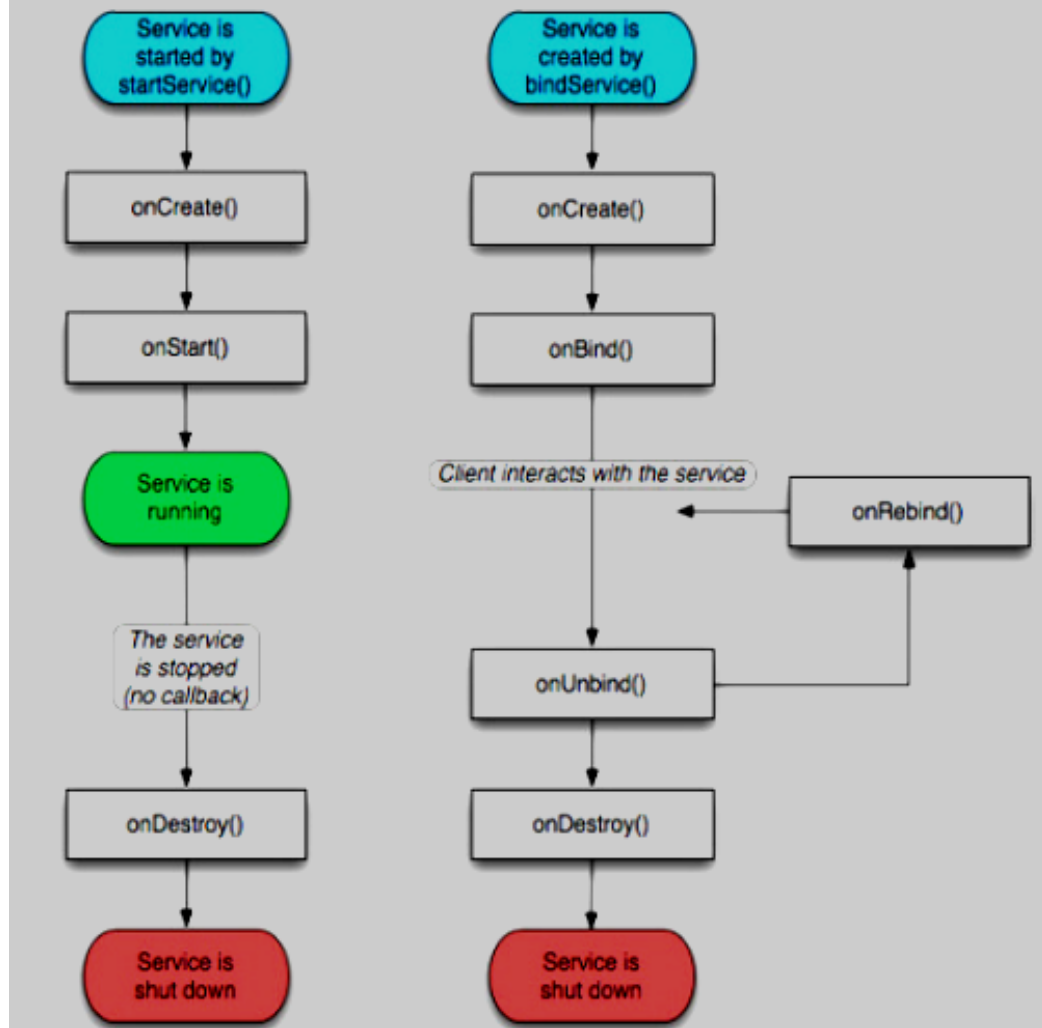 Service is
started by
startService()
onCreate()
onStart()
Service is
running
The service
is stopped
(no callback)
onDestroy()
Service is
shut down
Service is
created by
bindService()
onCreate()
onBind()
Client interacts with the service
onRebind()
onUnbind()
onDestroy()
Service is
shut down